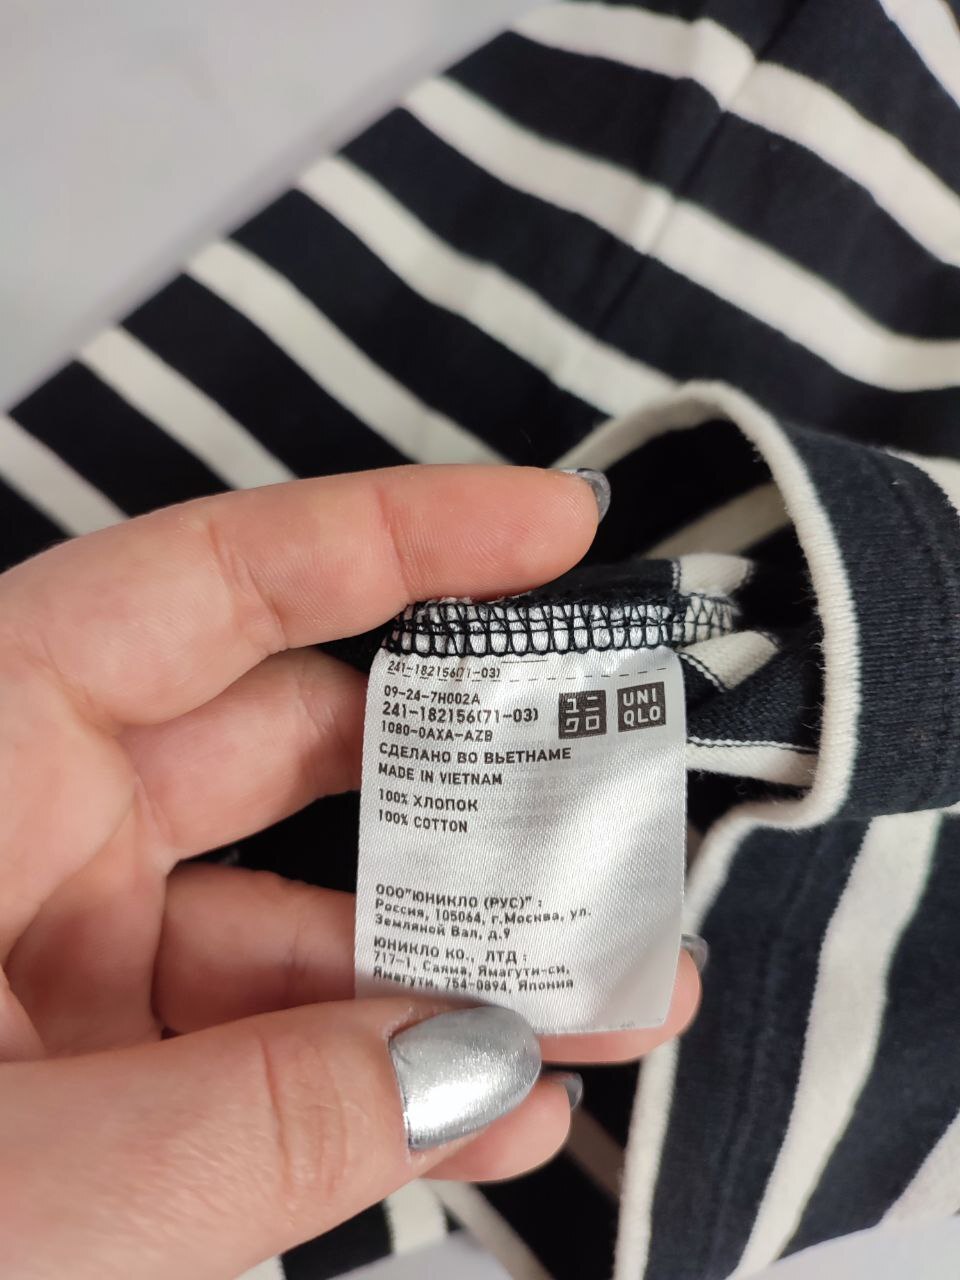 241-182156(71-03)
09-24-7H002A
241-182156(71-03)
1080-0AXA-AZB
ユニ
クロ
UNI
QLO
СДЕЛАНО ВО ВЬЕТНАМЕ
MADE IN VIETNAM
100% ХЛОПОК
100% COTTON
ООО"ЮНИКЛО (РУС)" :
Россия, 105064, г.Москва, ул.
Земляной Вал, д.9
ЮНИКЛО КО., ЛТД :
717-1, Саяма, Ямагути-си,
Ямагути, 754-0894, Япония